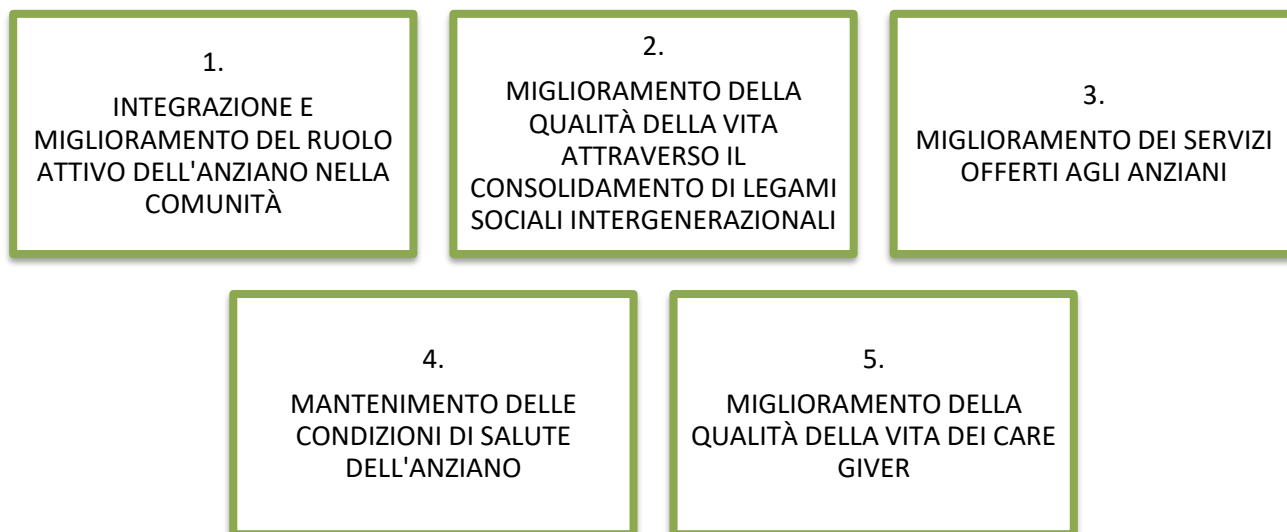 1.
INTEGRAZIONE E
MIGLIORAMENTO DEL RUOLO
ATTIVO DELL'ANZIANO NELLA
COMUNITÀ
2.
MIGLIORAMENTO DELLA
QUALITÀ DELLA VITA
ATTRAVERSO IL
CONSOLIDAMENTO DI LEGAMI
SOCIALI INTERGENERAZIONALI
3.
MIGLIORAMENTO DEI SERVIZI
OFFERTI AGLI ANZIANI
4.
MANTENIMENTO DELLE
CONDIZIONI DI SALUTE
DELL'ANZIANO
5.
MIGLIORAMENTO DELLA
QUALITÀ DELLA VITA DEI CARE
GIVER